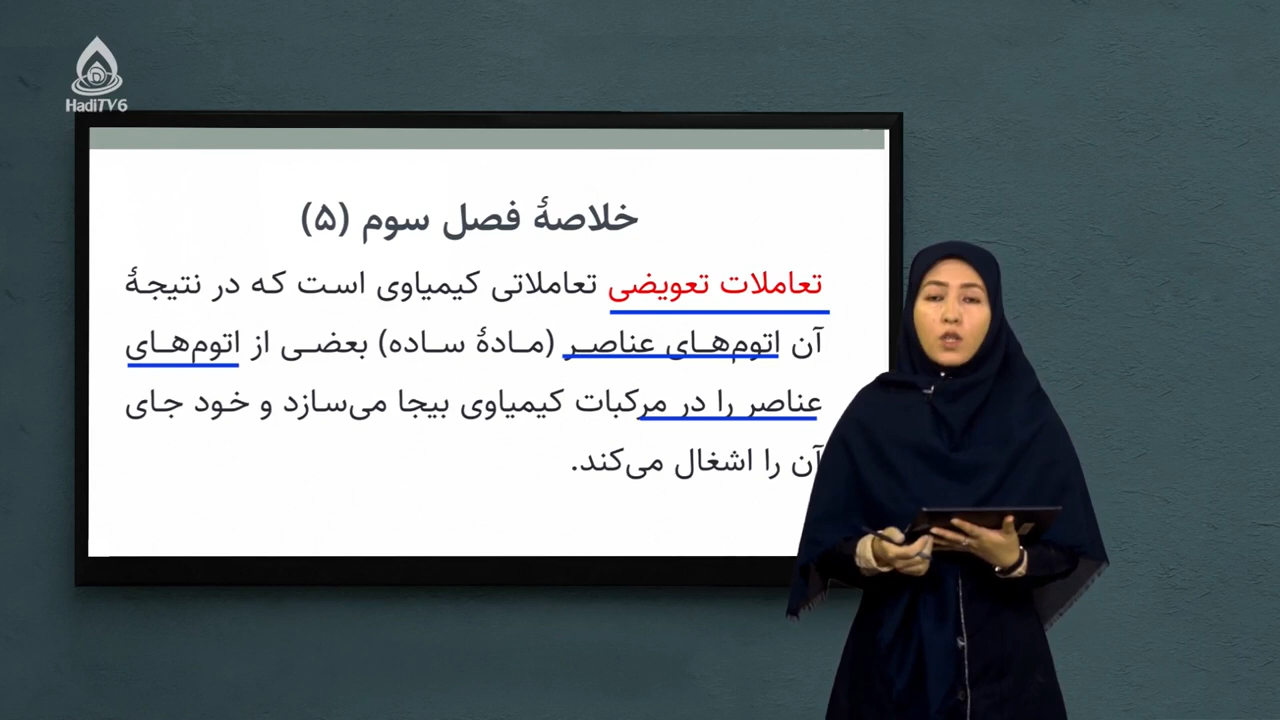 HadiTV6
خلاصهٔ فصل سوم (۵)
تعاملات تعویضی تعاملاتی کیمیاوی است که در نتیجهٔ
آن اتوم‌های عناصر (مادهٔ ساده) بعضی از اتوم‌های
عناصر را در مرکبات کیمیاوی بیجا می‌سازد و خود جای
آن را اشغال می‌کند.